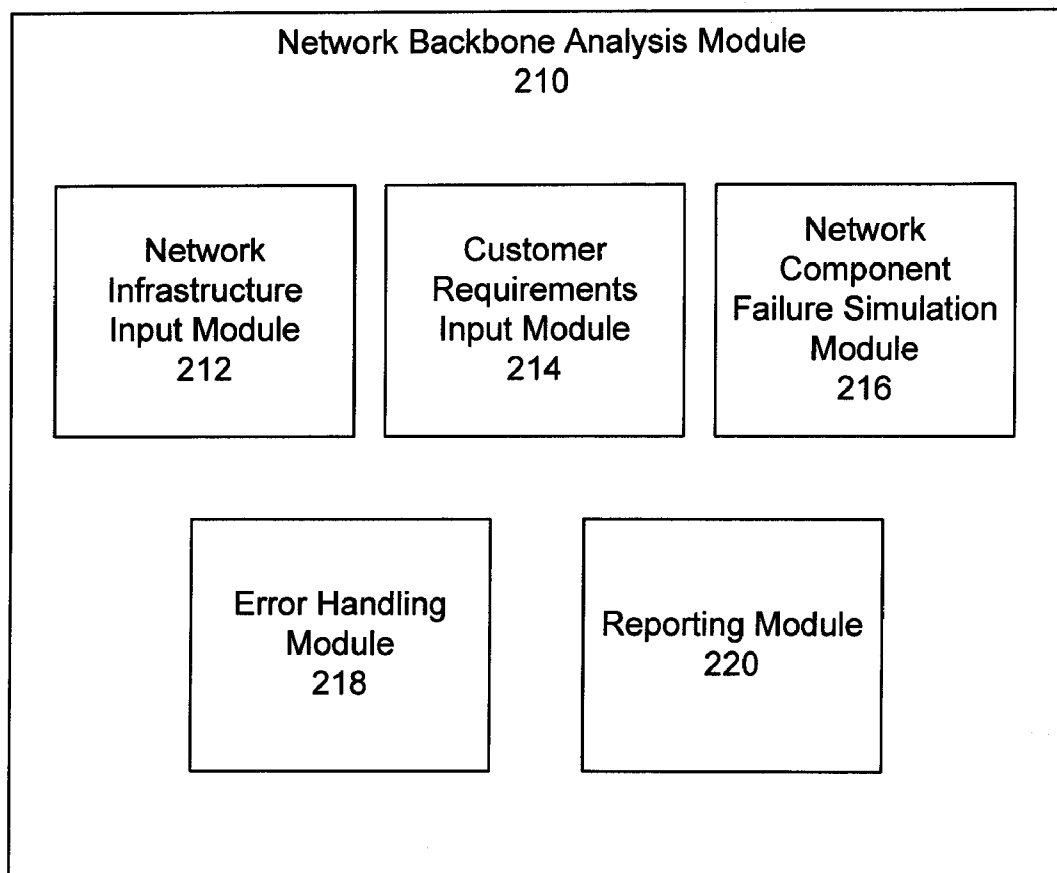 Network Backbone Analysis Module
210
Network
Infrastructure
Input Module
212
Customer
Requirements
Input Module
214
Network
Component
Failure Simulation
Module
216
Error Handling
Module
218
Reporting Module
220